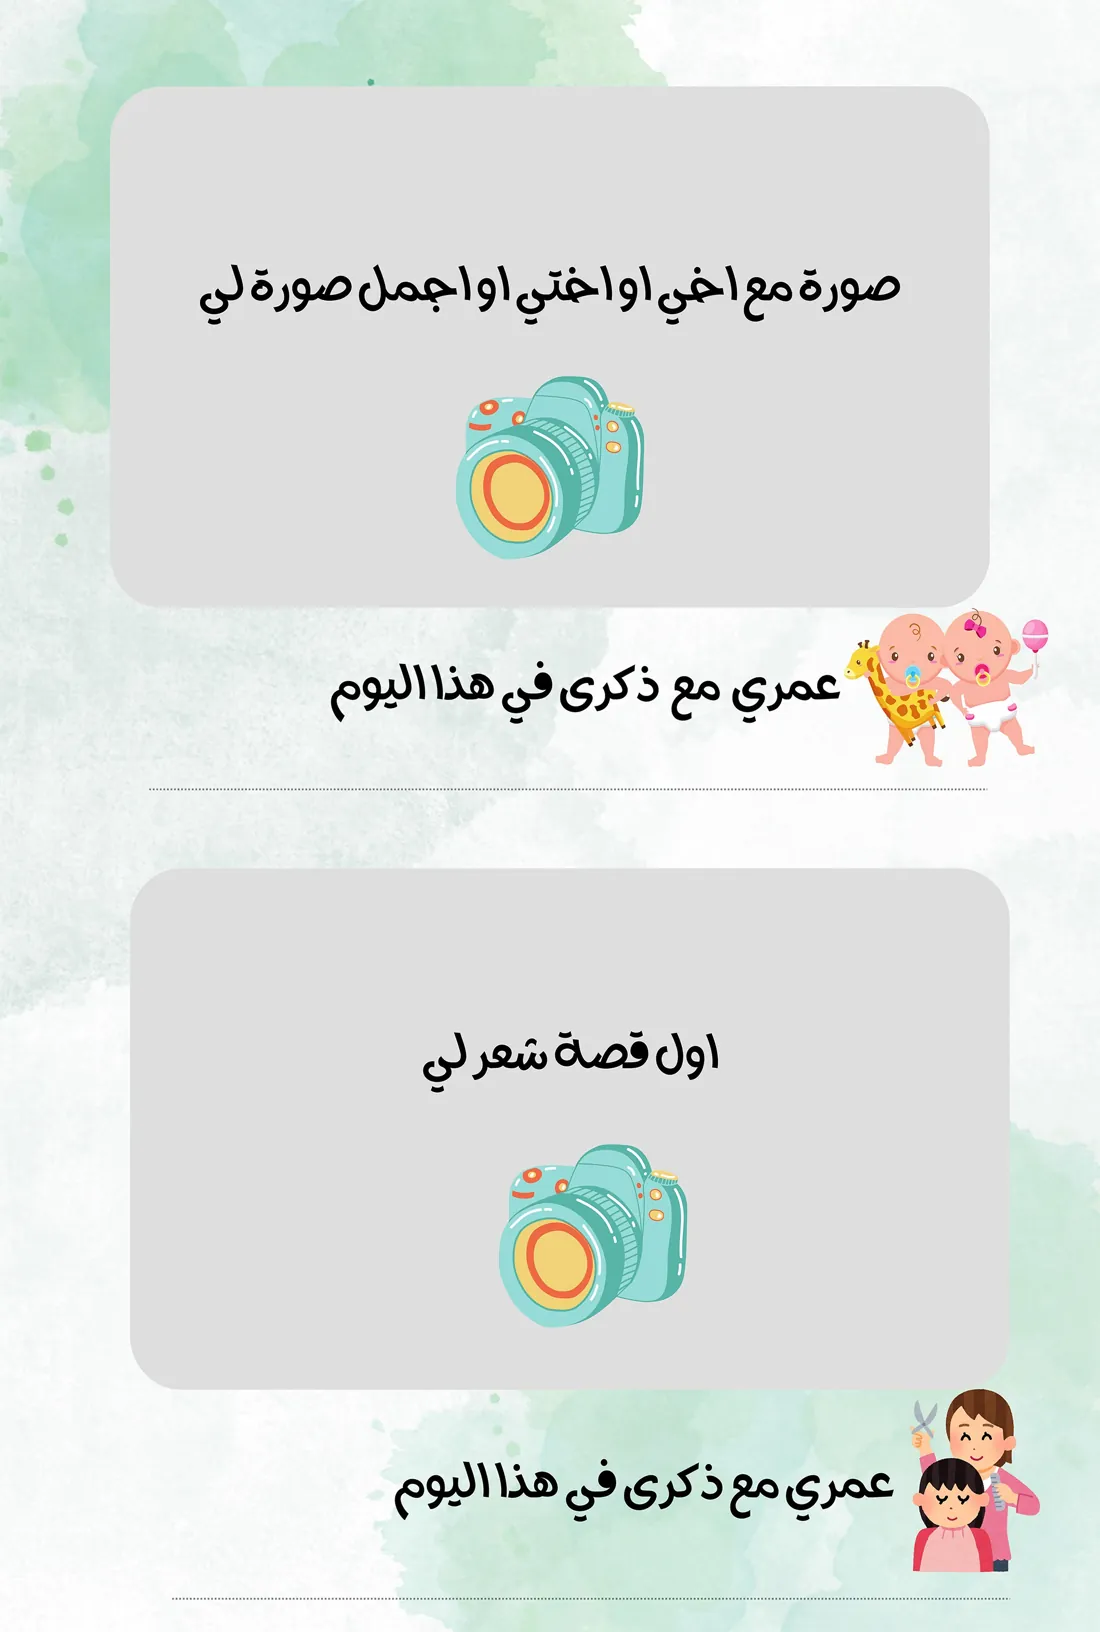 صورة مع اخي او اختي او اجمل صورة لي
عمري مع ذكرى في هذا اليوم
اول قصة شعر لي
عمري مع ذكرى في هذا اليوم